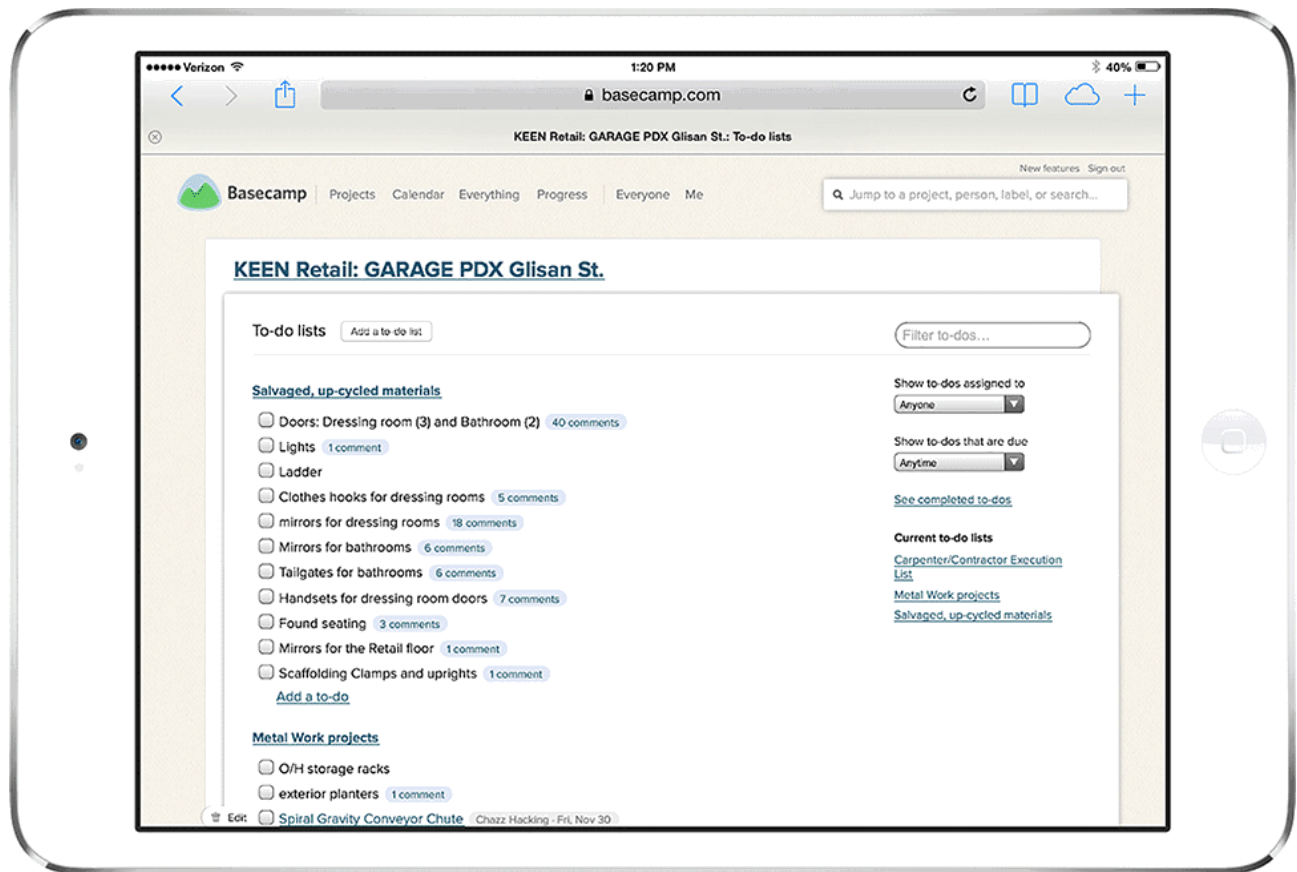 Verizon
1:20 PM
40%
basecamp.com
KEEN Retail: GARAGE PDX Glisan St.: To-do lists
New features Sign out
Basecamp Projects Calendar Everything Progress Everyone Me
Jump to a project, person, label, or search...
KEEN Retail: GARAGE PDX Glisan St.
To-do lists Add a to-do list
Filter to-dos...
Salvaged, up-cycled materials
Doors: Dressing room (3) and Bathroom (2) 40 comments
Lights 1 comment
Ladder
Clothes hooks for dressing rooms 5 comments
mirrors for dressing rooms 18 comments
Mirrors for bathrooms 6 comments
Tailgates for bathrooms 6 comments
Handsets for dressing room doors 7 comments
Found seating 3 comments
Mirrors for the Retail floor 1 comment
Scaffolding Clamps and uprights 1 comment
Add a to-do
Metal Work projects
O/H storage racks
exterior planters 1 comment
Edit Spiral Gravity Conveyor Chute Chazz Hacking - Fri, Nov 30
Show to-dos assigned to
Anyone
Show to-dos that are due
Anytime
See completed to-dos
Current to-do lists
Carpenter/Contractor Execution
List
Metal Work projects
Salvaged, up-cycled materials